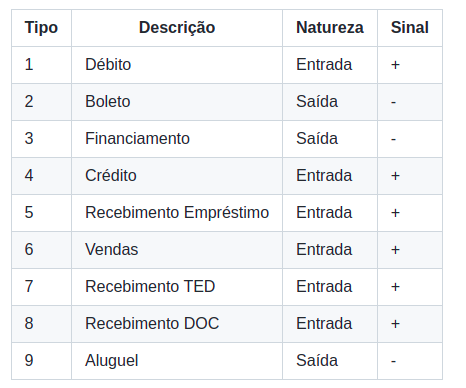 Tipo Descrição Natureza Sinal
1 Débito Entrada +
2 Boleto Saída -
3 Financiamento Saída -
4 Crédito Entrada +
5 Recebimento Empréstimo Entrada +
6 Vendas Entrada +
7 Recebimento TED Entrada +
8 Recebimento DOC Entrada +
9 Aluguel Saída -